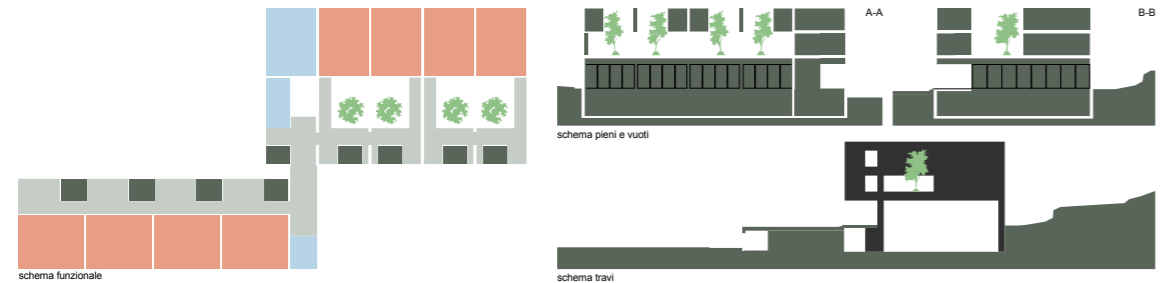 A-A
B-B
schema pieni e vuoti
schema funzionale
schema travi